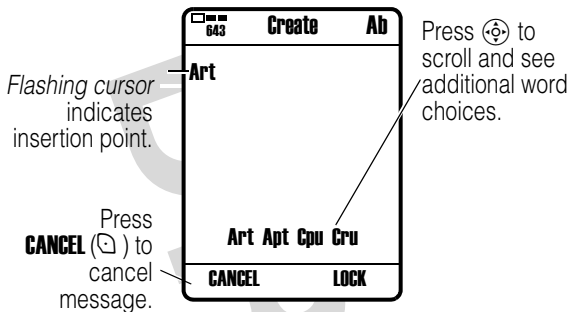 643 Create Ab
Art
Flashing cursor
indicates
insertion point.
Press ⟨·Ô·⟩ to
scroll and see
additional word
choices.
Art Apt Cpu Cru
CANCEL LOCK
Press
CANCEL ( ) to
cancel
message.